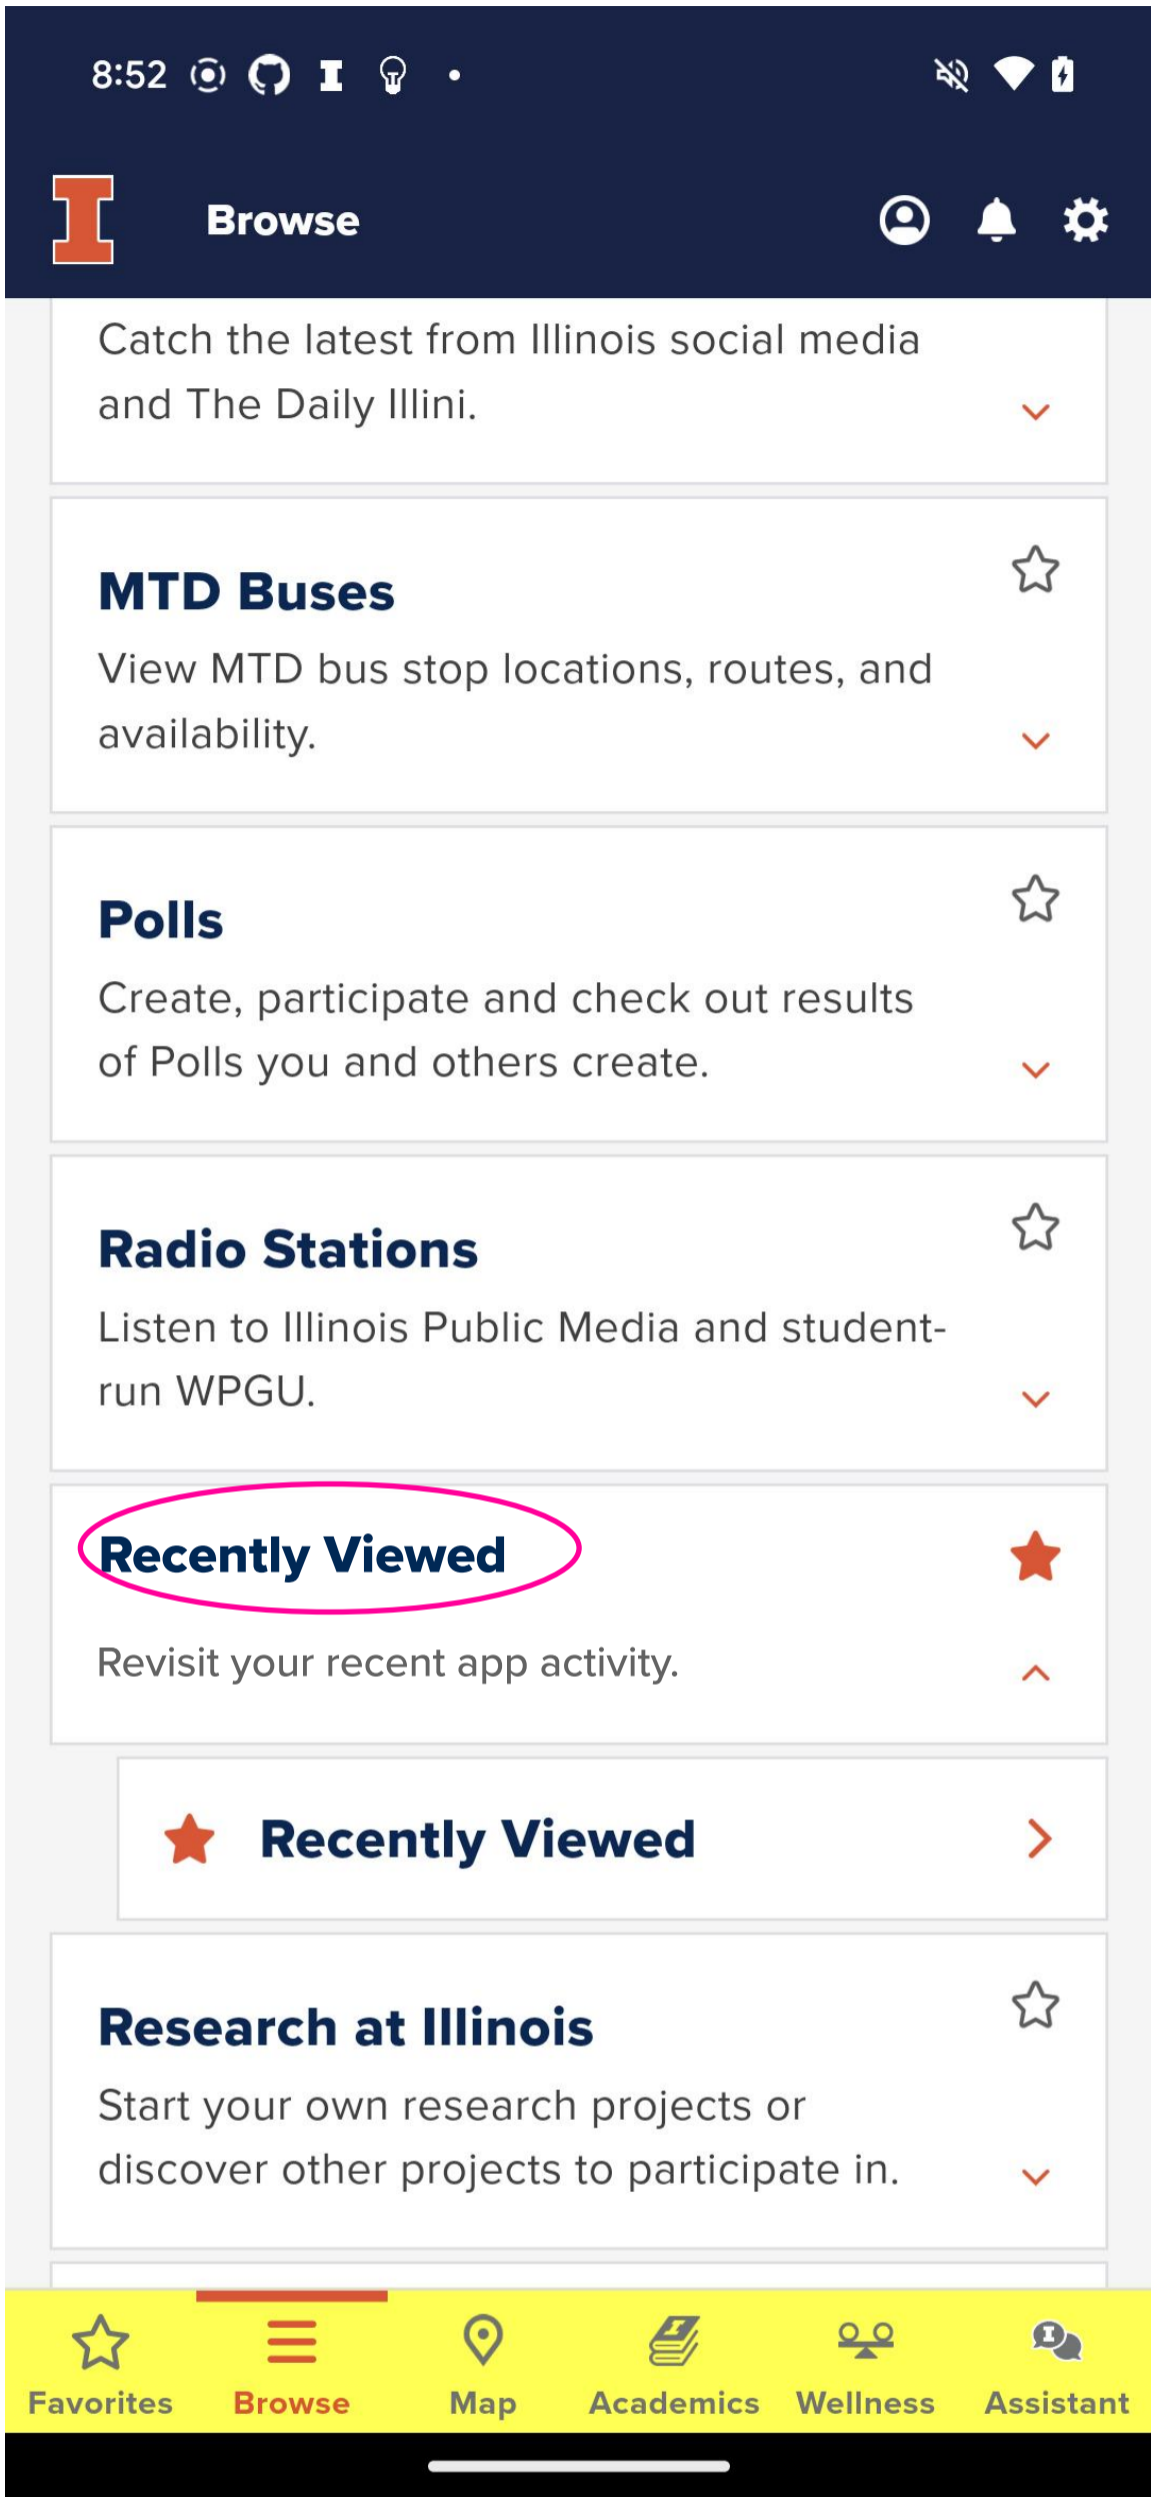 8:52
Browse
Catch the latest from Illinois social media
and The Daily Illini.
MTD Buses
View MTD bus stop locations, routes, and
availability.
Polls
Create, participate and check out results
of Polls you and others create.
Radio Stations
Listen to Illinois Public Media and student-
run WPGU.
Recently Viewed
Revisit your recent app activity.
Recently Viewed
Research at Illinois
Start your own research projects or
discover other projects to participate in.
Favorites Browse Map Academics Wellness Assistant